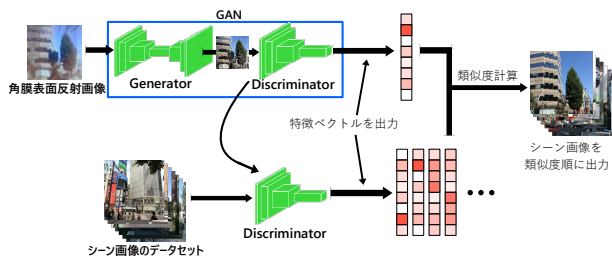 GAN
角膜表面反射画像
Generator
Discriminator
類似度計算
特徴ベクトルを出力
シーン画像を
類似度順に出力
シーン画像のデータセット
Discriminator